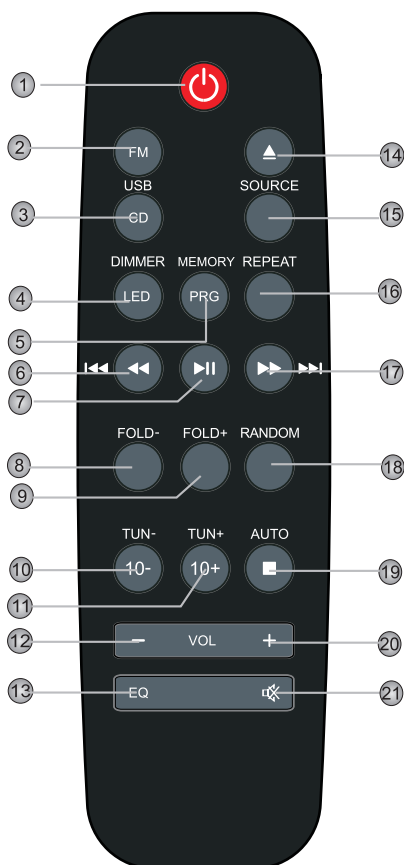 1
2 FM 14
USB SOURCE
3 CD 15
DIMMER MEMORY REPEAT
4 LED PRG 16
5
6 17
7
FOLD- FOLD+ RANDOM
8 18
9
TUN- TUN+ AUTO
10 10- 10+ 19
11
12 - VOL + 20
13 EQ 21